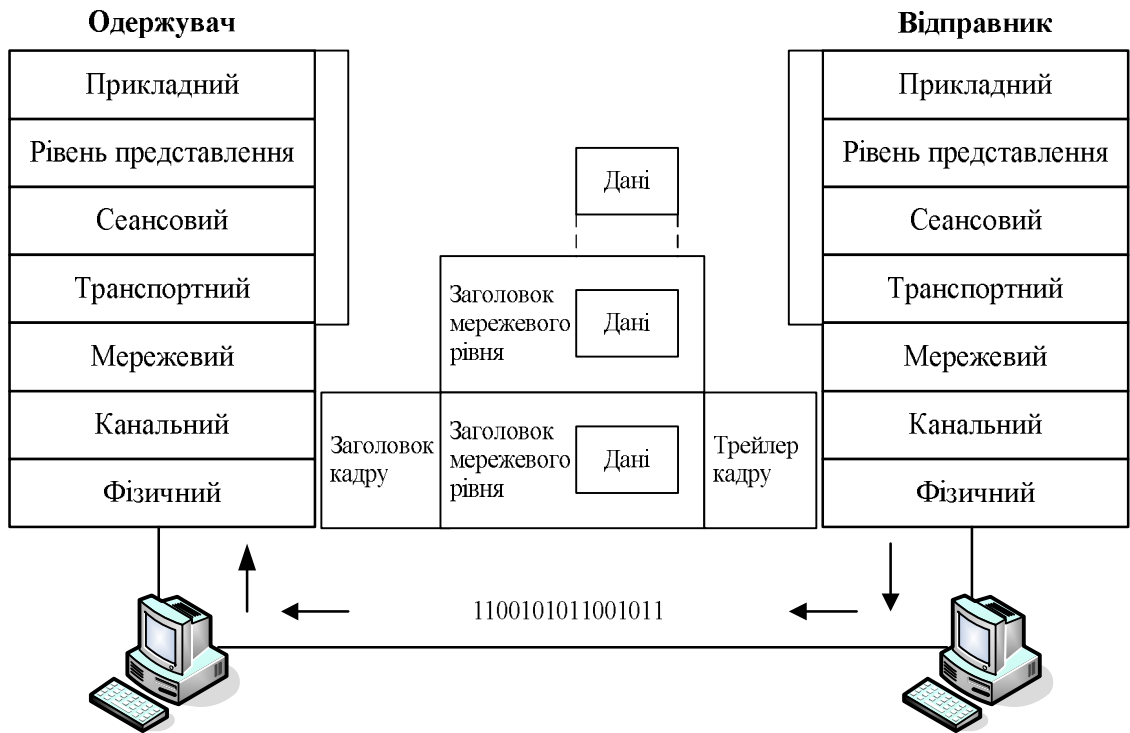 Одержувач
Прикладний
Рівень представлення
Сеансовий
Транспортний
Мережевий
Канальний
Фізичний
Дані
Заголовок
мережевого
рівня
Дані
Заголовок
кадру
Заголовок
мережевого
рівня
Дані
Трейлер
кадру
1100101011001011
Відправник
Прикладний
Рівень представлення
Сеансовий
Транспортний
Мережевий
Канальний
Фізичний